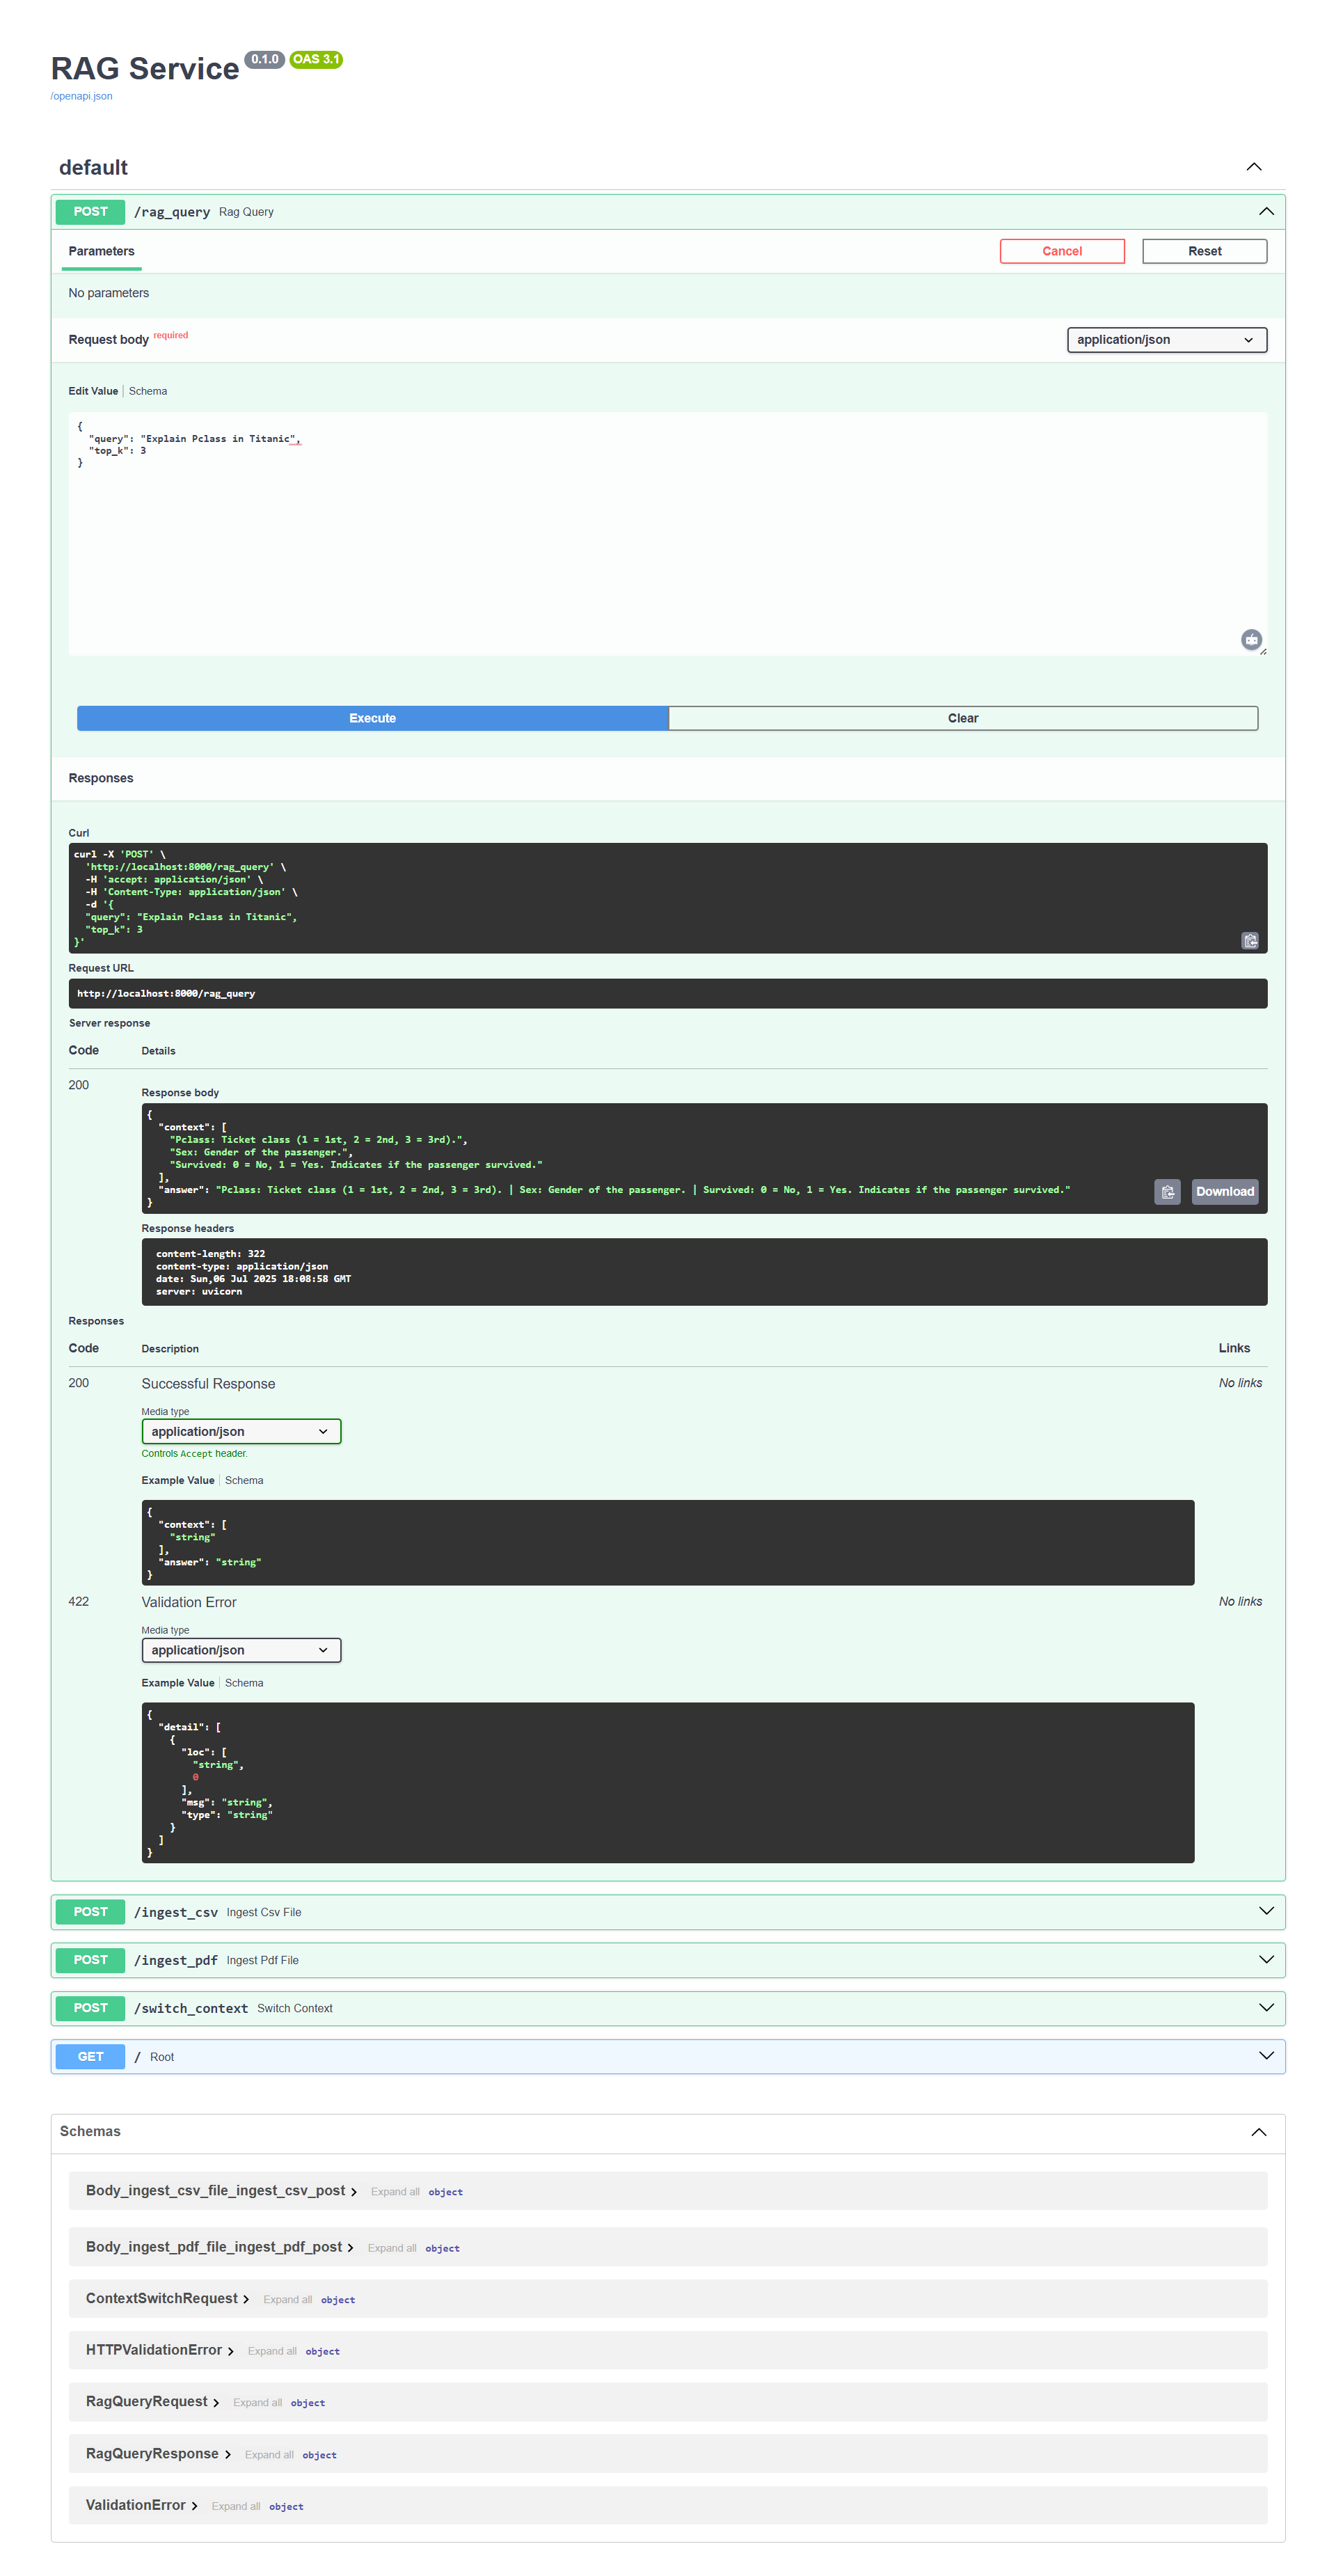 RAG Service 0.1.0 OAS 3.1
/openapi.json
default
POST /rag_query Rag Query
Parameters Cancel Reset
No parameters
Request body required application/json
Edit Value | Schema
{
  "query": "Explain Pclass in Titanic",
  "top_k": 3
}
Execute Clear
Responses
Curl
curl -X 'POST' \
  'http://localhost:8000/rag_query' \
  -H 'accept: application/json' \
  -H 'Content-Type: application/json' \
  -d '{
  "query": "Explain Pclass in Titanic",
  "top_k": 3
}'
Request URL
http://localhost:8000/rag_query
Server response
Code Details
200
Response body
{
  "context": [
    "Pclass: Ticket class (1 = 1st, 2 = 2nd, 3 = 3rd).",
    "Sex: Gender of the passenger.",
    "Survived: 0 = No, 1 = Yes. Indicates if the passenger survived."
  ],
  "answer": "Pclass: Ticket class (1 = 1st, 2 = 2nd, 3 = 3rd). | Sex: Gender of the passenger. | Survived: 0 = No, 1 = Yes. Indicates if the passenger survived."
}
Download
Response headers
content-length: 322
content-type: application/json
date: Sun,06 Jul 2025 18:08:58 GMT
server: uvicorn
Responses
Code Description Links
200 Successful Response No links
Media type
application/json
Controls Accept header.
Example Value | Schema
{
  "context": [
    "string"
  ],
  "answer": "string"
}
422 Validation Error No links
Media type
application/json
Example Value | Schema
{
  "detail": [
    {
      "loc": [
        "string",
        0
      ],
      "msg": "string",
      "type": "string"
    }
  ]
}
POST /ingest_csv Ingest Csv File
POST /ingest_pdf Ingest Pdf File
POST /switch_context Switch Context
GET / Root
Schemas
Body_ingest_csv_file_ingest_csv_post Expand all object
Body_ingest_pdf_file_ingest_pdf_post Expand all object
ContextSwitchRequest Expand all object
HTTPValidationError Expand all object
RagQueryRequest Expand all object
RagQueryResponse Expand all object
ValidationError Expand all object